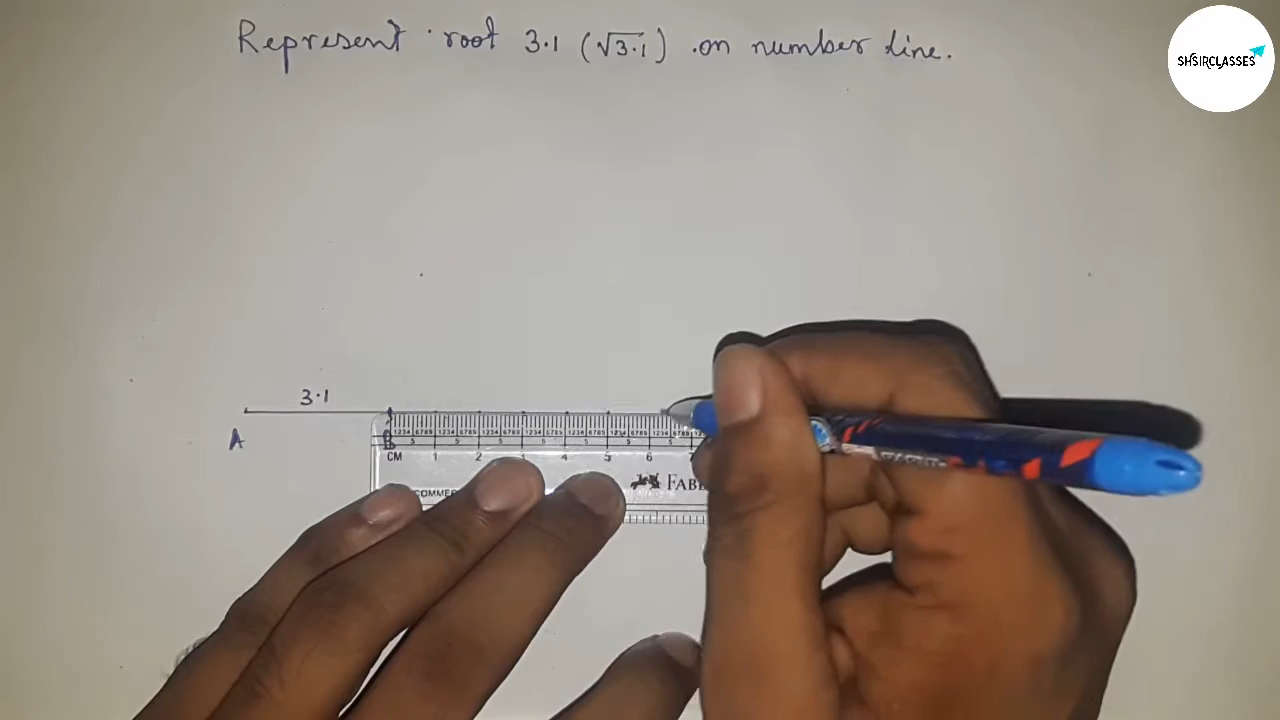 Represent root 3.1 (√3.1) on number line.
SHSIRCLASSES
3.1
A
B
CM 1 2 3 4 5 6 7